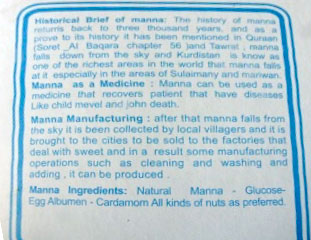 Historical Brief of manna: The history of manna
returns back to three thousand years, and as a
prove to its history it has been mentioned in Quraen
(Soret _Al Baqara chapter 56 )and Tawrat , manna
falls down from the sky and Kurdistan is know as
one of the richest areas in the world that manna falls
at it especially in the areas of Sulaimany and mariwan.
Manna as a Medicine : Manna can be used as a
medicine that recovers patient that have diseases
Like child mevel and john death.
Manna Manufacturing : after that manna falls from
the sky it is been collected by local villagers and it is
brought to the cities to be sold to the factories that
deal with sweet and in a result some manufacturing
operations such as cleaning and washing and
adding , it can be produced .
Manna Ingredients: Natural Manna - Glucose-
Egg Albumen - Cardamom All kinds of nuts as preferred.